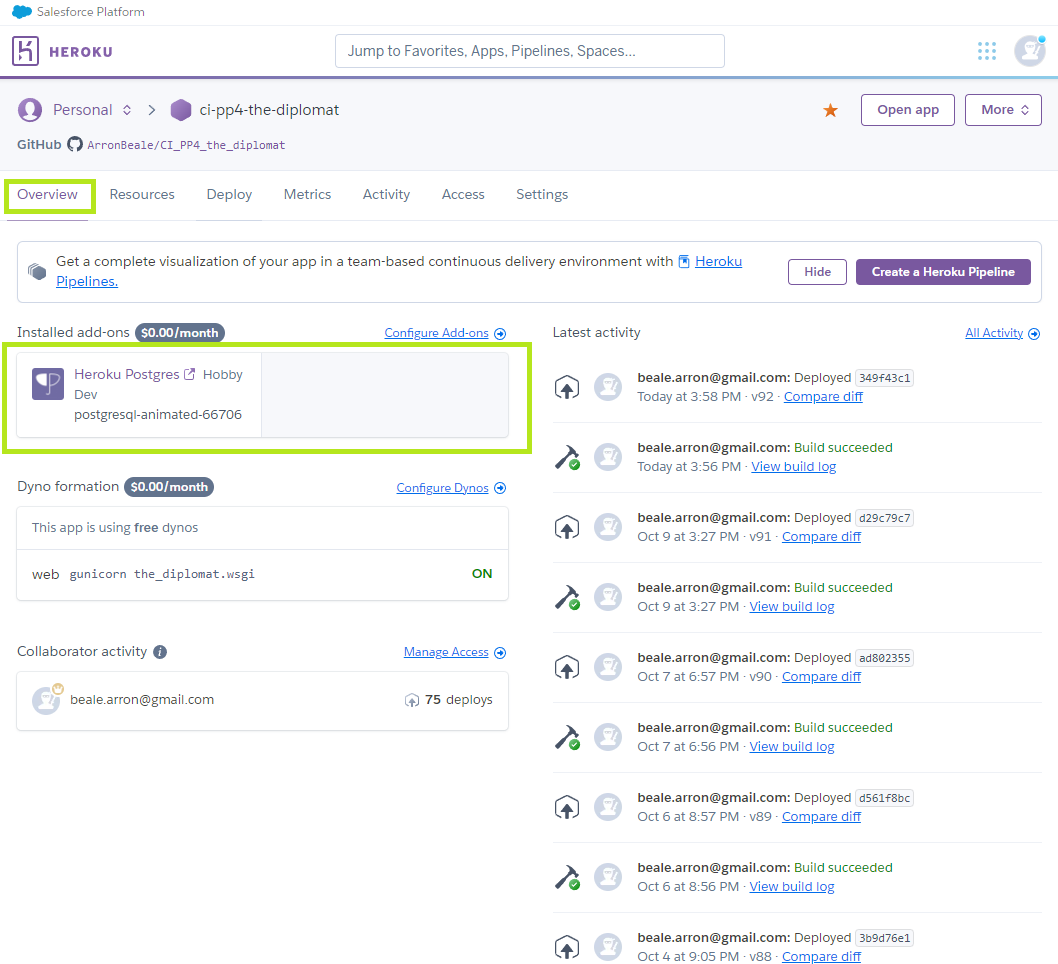 Salesforce Platform
HEROKU
Jump to Favorites, Apps, Pipelines, Spaces...
Personal
ci-pp4-the-diplomat
Open app
More
GitHub ArronBeale/CI_PP4_the_diplomat
Overview Resources Deploy Metrics Activity Access Settings
Get a complete visualization of your app in a team-based continuous delivery environment with Heroku
Pipelines.
Hide
Create a Heroku Pipeline
Installed add-ons $0.00/month Configure Add-ons
Heroku Postgres Hobby
Dev
postgresql-animated-66706
Dyno formation $0.00/month Configure Dynos
This app is using free dynos
web gunicorn the_diplomat.wsgi ON
Collaborator activity Manage Access
beale.arron@gmail.com 75 deploys
Latest activity All Activity
beale.arron@gmail.com: Deployed 349f43c1
Today at 3:58 PM · v92 · Compare diff
beale.arron@gmail.com: Build succeeded
Today at 3:56 PM · View build log
beale.arron@gmail.com: Deployed d29c79c7
Oct 9 at 3:27 PM · v91 · Compare diff
beale.arron@gmail.com: Build succeeded
Oct 9 at 3:27 PM · View build log
beale.arron@gmail.com: Deployed ad802355
Oct 7 at 6:57 PM · v90 · Compare diff
beale.arron@gmail.com: Build succeeded
Oct 7 at 6:56 PM · View build log
beale.arron@gmail.com: Deployed d561f8bc
Oct 6 at 8:57 PM · v89 · Compare diff
beale.arron@gmail.com: Build succeeded
Oct 6 at 8:56 PM · View build log
beale.arron@gmail.com: Deployed 3b9d76e1
Oct 4 at 9:05 PM · v88 · Compare diff